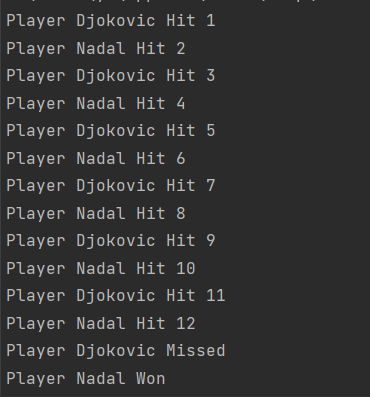 Player Djokovic Hit 1
Player Nadal Hit 2
Player Djokovic Hit 3
Player Nadal Hit 4
Player Djokovic Hit 5
Player Nadal Hit 6
Player Djokovic Hit 7
Player Nadal Hit 8
Player Djokovic Hit 9
Player Nadal Hit 10
Player Djokovic Hit 11
Player Nadal Hit 12
Player Djokovic Missed
Player Nadal Won